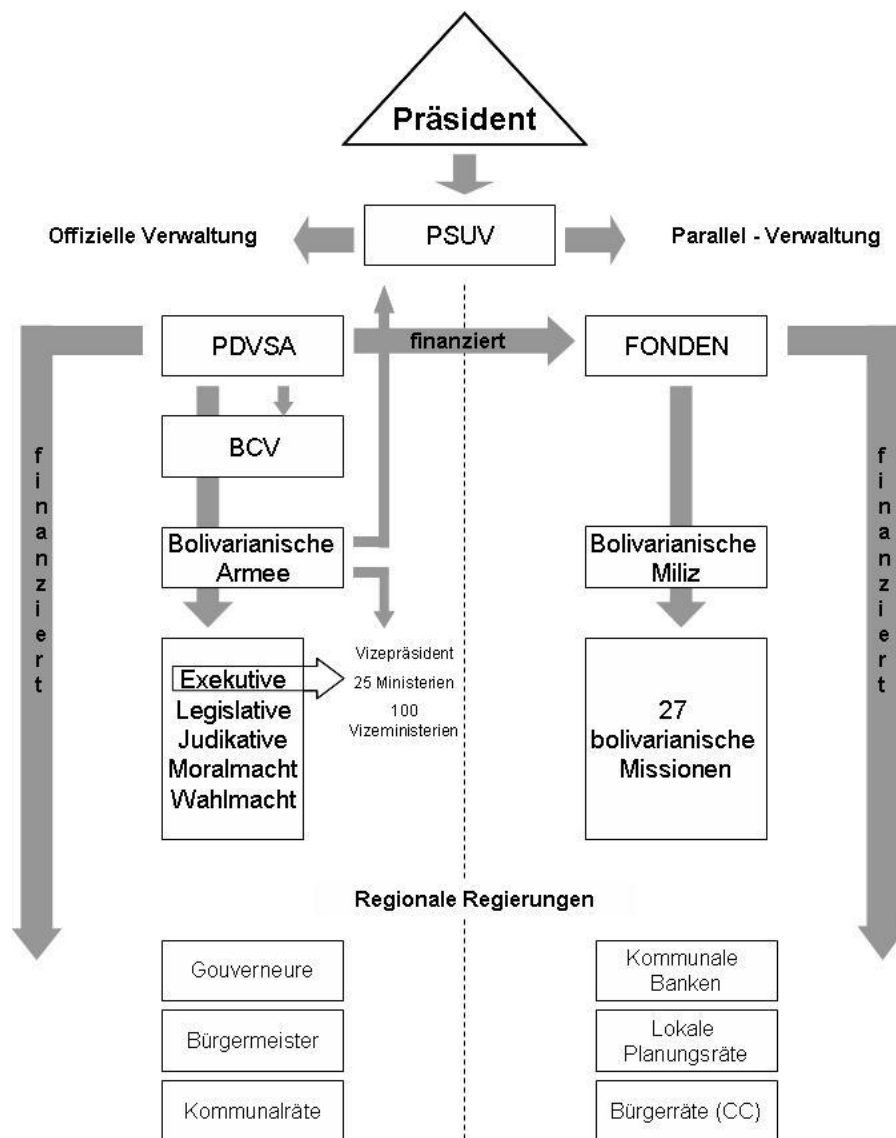 Präsident
PSUV
Offizielle Verwaltung
Parallel - Verwaltung
PDVSA
finanziert
FONDEN
BCV
finanziert
finanziert
Bolivarianische
Armee
Bolivarianische
Miliz
Vizepräsident
25 Ministerien
100
Vizeministerien
Exekutive
Legislative
Judikative
Moralmacht
Wahlmacht
27
bolivarianische
Missionen
Regionale Regierungen
Gouverneure
Kommunale
Banken
Bürgermeister
Lokale
Planungsräte
Kommunalräte
Bürgerräte (CC)